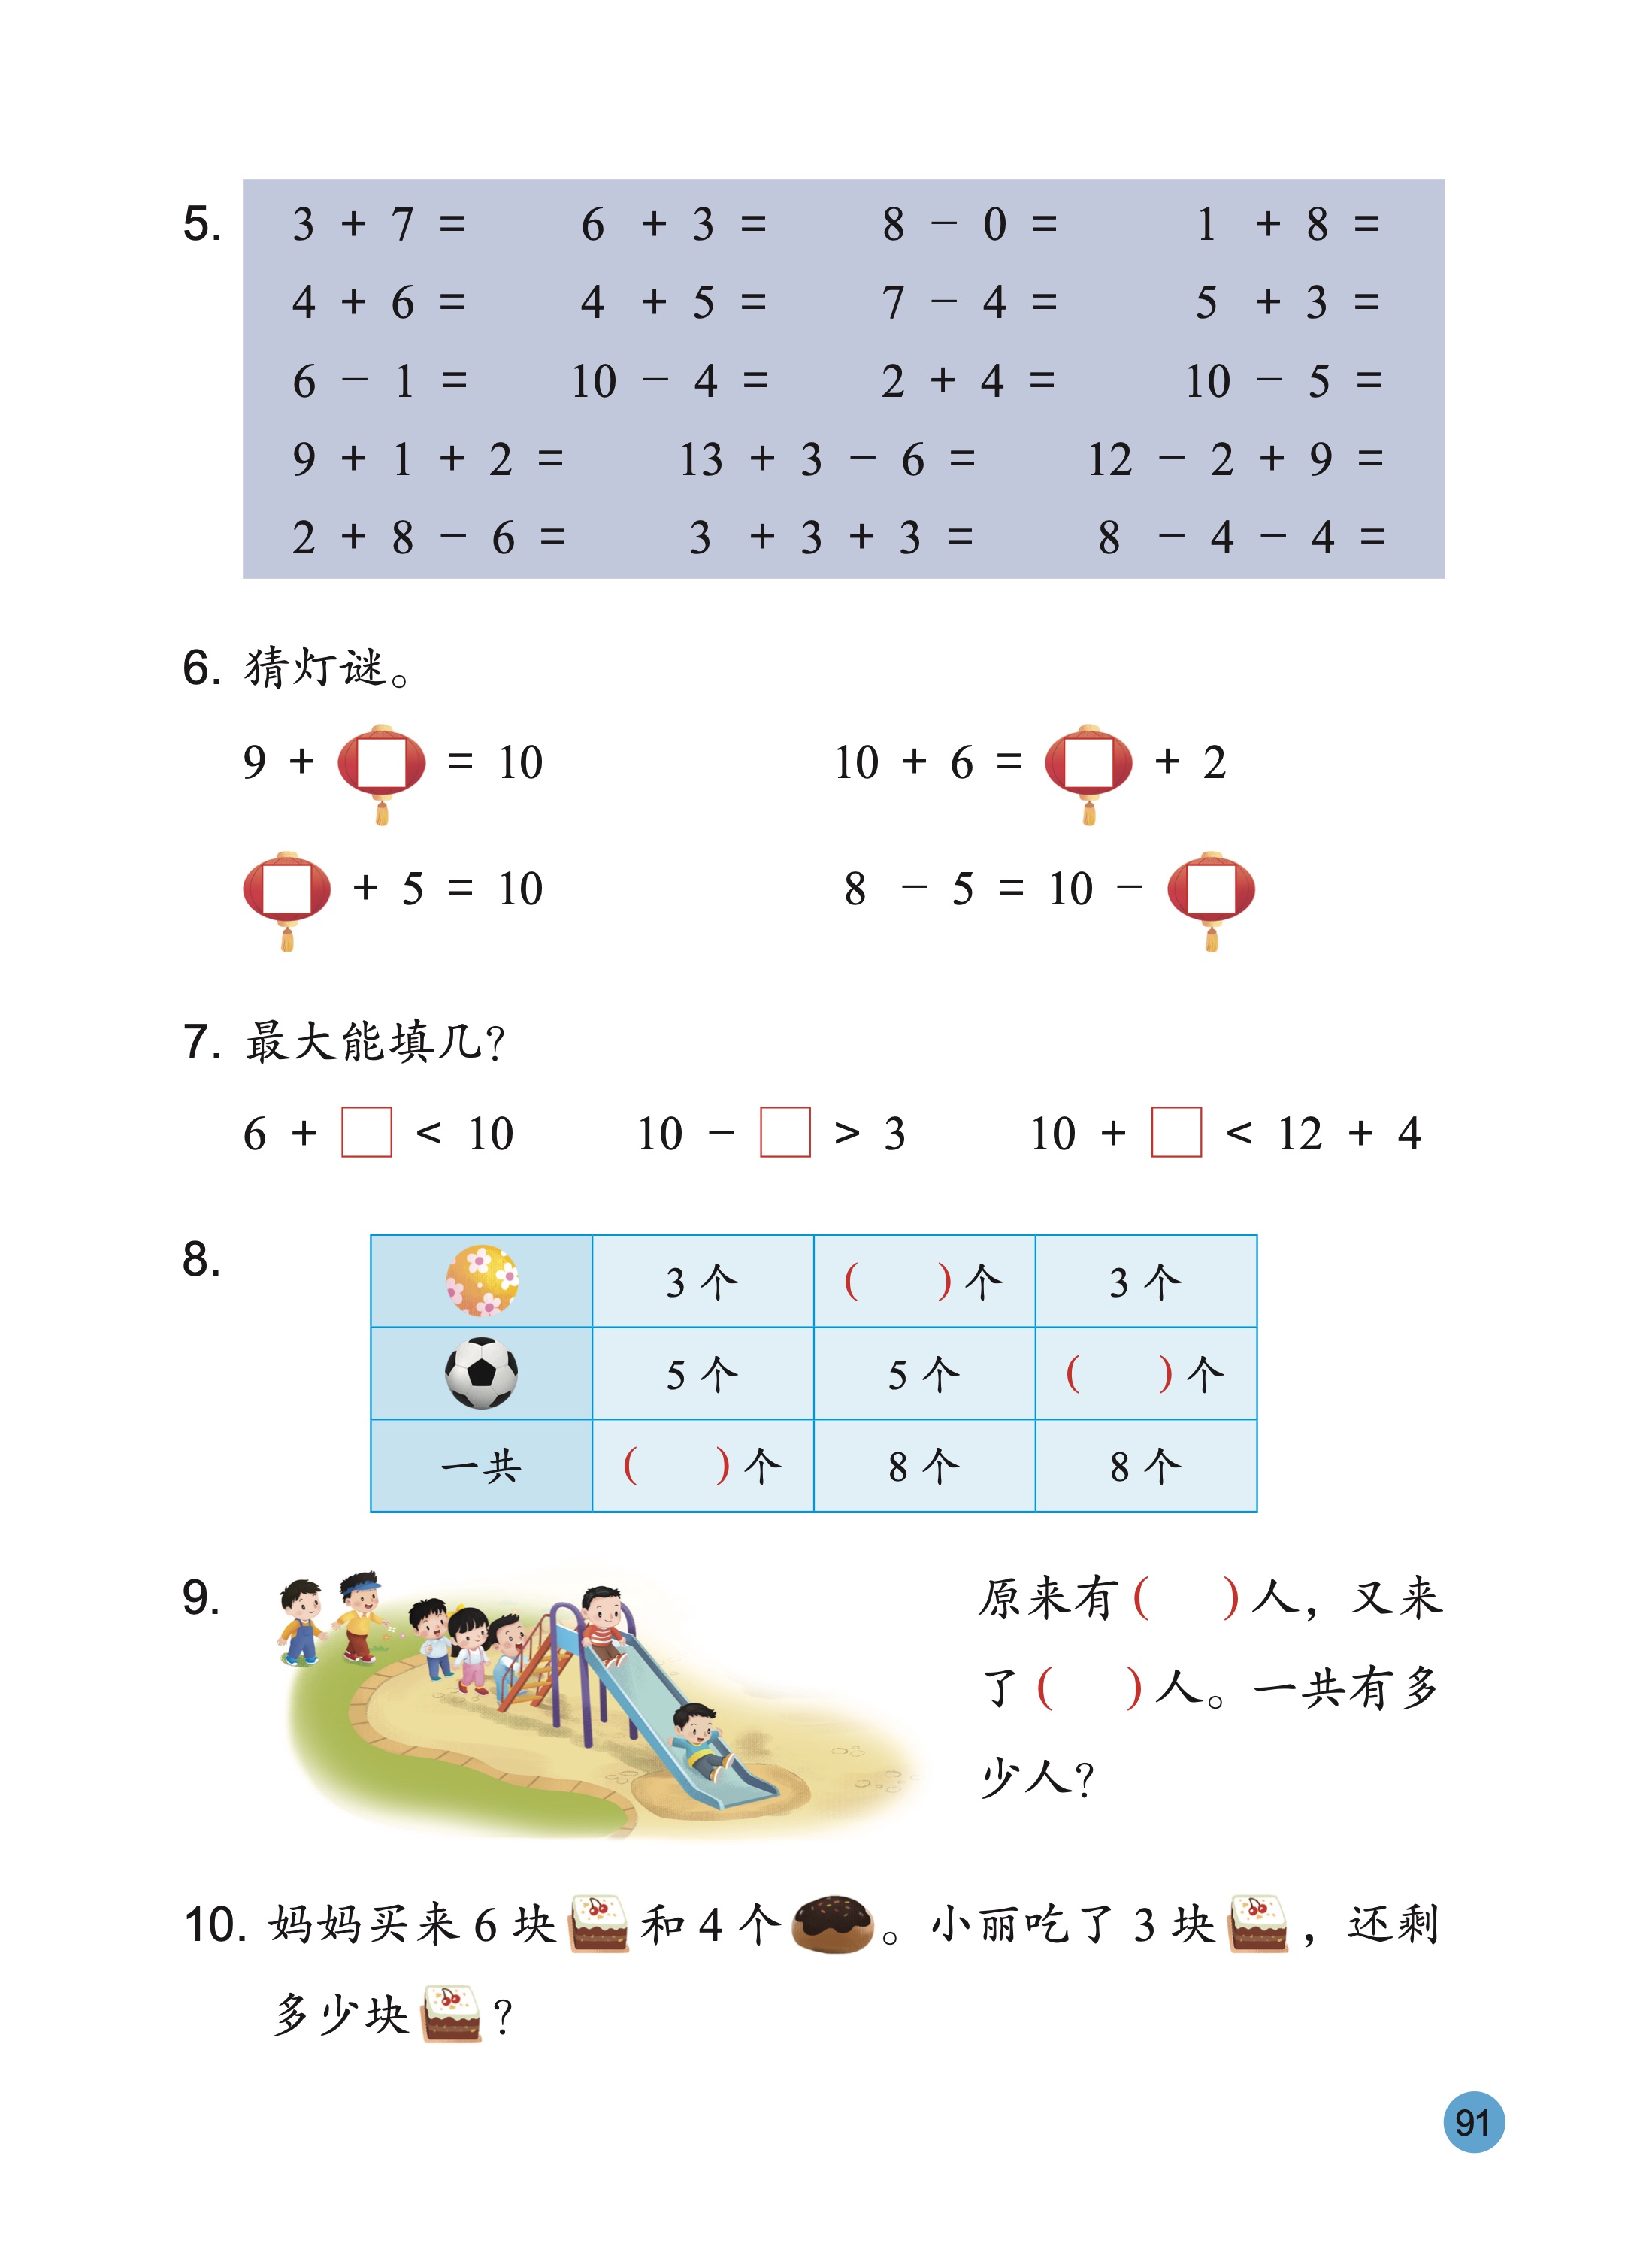 5. 3 + 7 = 6 + 3 = 8 − 0 = 1 + 8 =
4 + 6 = 4 + 5 = 7 − 4 = 5 + 3 =
6 − 1 = 10 − 4 = 2 + 4 = 10 − 5 =
9 + 1 + 2 = 13 + 3 − 6 = 12 − 2 + 9 =
2 + 8 − 6 = 3 + 3 + 3 = 8 − 4 − 4 =
6. 猜灯谜。
9 + □ = 10 10 + 6 = □ + 2
□ + 5 = 10 8 − 5 = 10 − □
7. 最大能填几？
6 + □ < 10 10 − □ > 3 10 + □ < 12 + 4
8. 3个 （ ）个 3个
5个 5个 （ ）个
一共 （ ）个 8个 8个
9. 原来有（ ）人，又来
了（ ）人。一共有多
少人？
10. 妈妈买来6块 和4个 。小丽吃了3块 ，还剩
多少块 ？
91